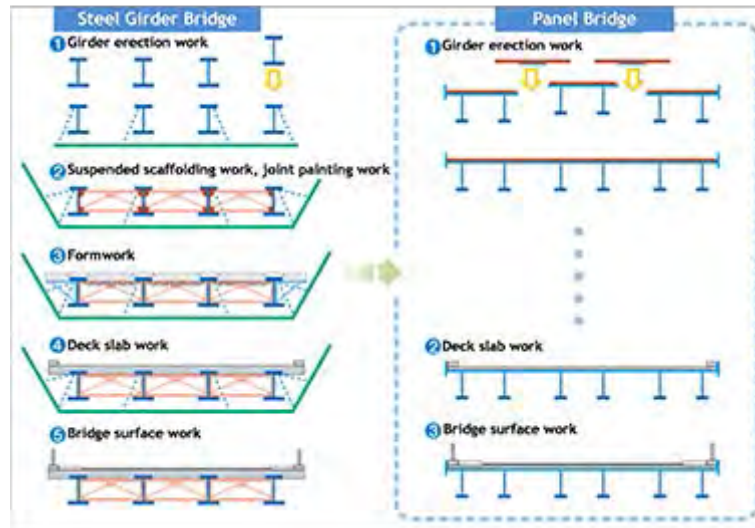 Steel Girder Bridge
1 Girder erection work
2 Suspended scaffolding work, joint painting work
3 Formwork
4 Deck slab work
5 Bridge surface work
Panel Bridge
1 Girder erection work
2 Deck slab work
3 Bridge surface work